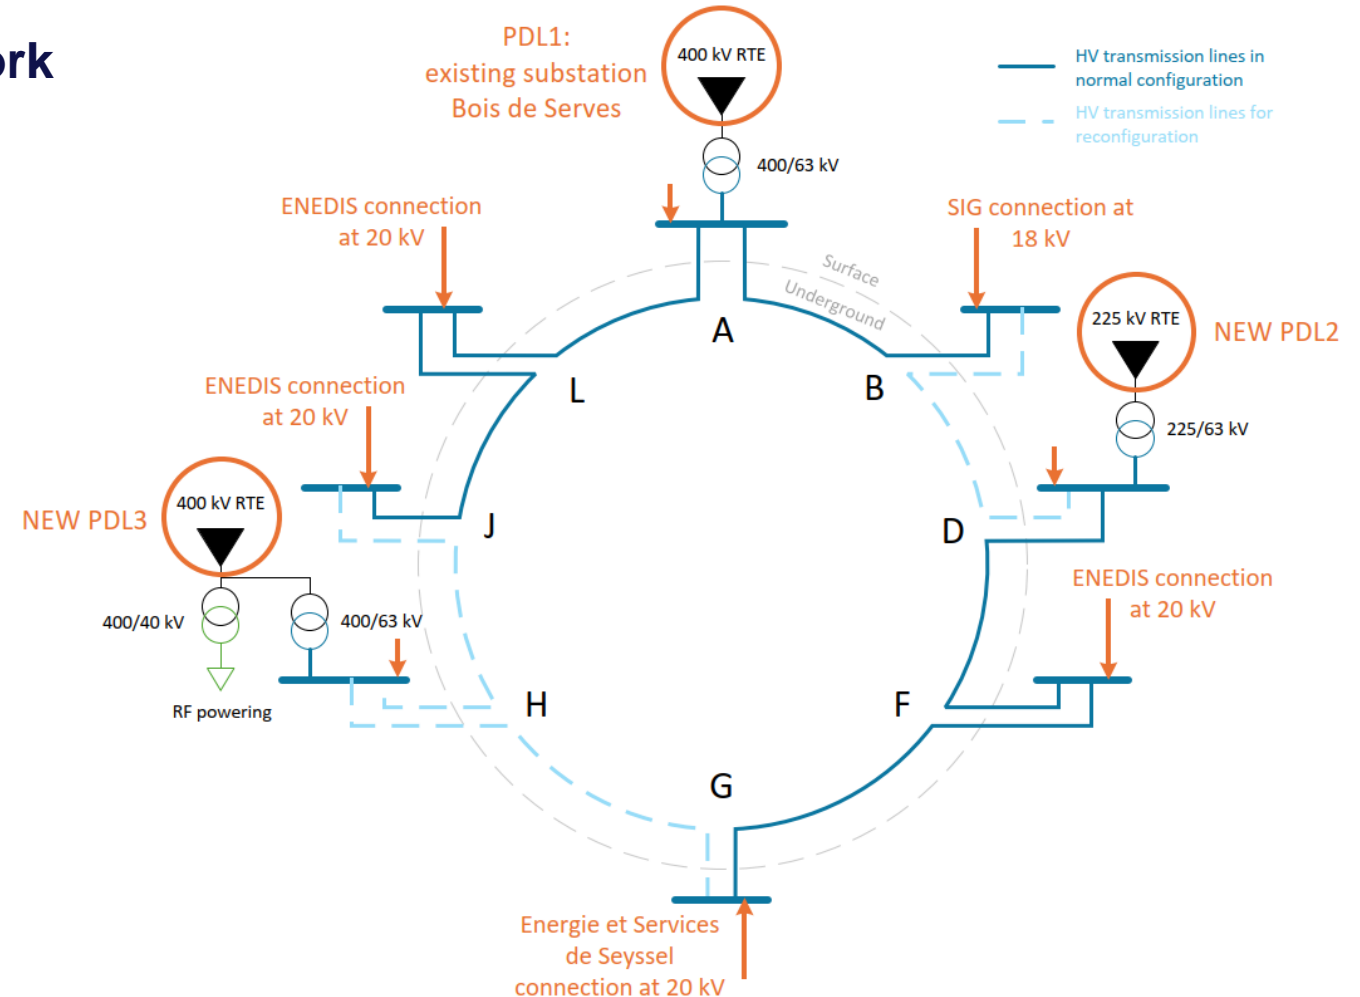 ork
PDL1:
existing substation
Bois de Serves
400 kV RTE
400/63 kV
HV transmission lines in
normal configuration
HV transmission lines for
reconfiguration
ENEDIS connection
at 20 kV
SIG connection at
18 kV
Surface
Underground
A
225 kV RTE
NEW PDL2
225/63 kV
L
B
ENEDIS connection
at 20 kV
400 kV RTE
NEW PDL3
J
D
ENEDIS connection
at 20 kV
400/40 kV
400/63 kV
RF powering
H
F
G
Energie et Services
de Seyssel
connection at 20 kV